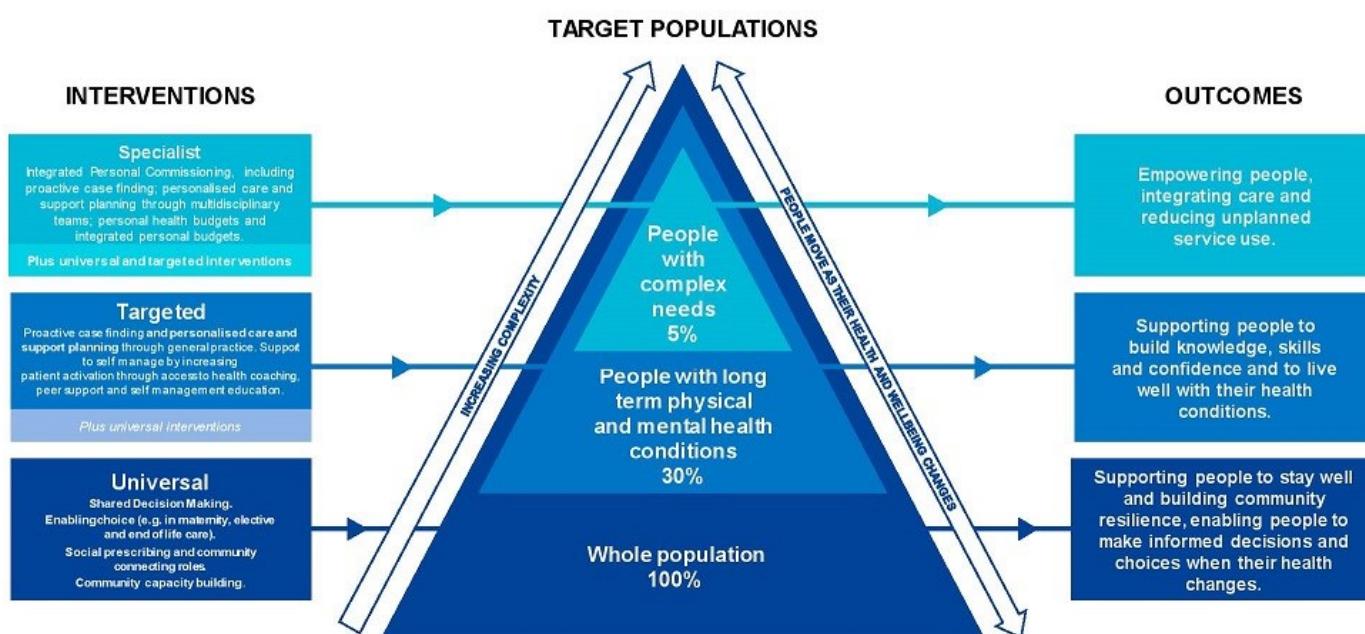 TARGET POPULATIONS
INTERVENTIONS
Specialist
Integrated Personal Commissioning, including
proactive case finding; personalised care and
support planning through multidisciplinary
teams; personal health budgets and
integrated personal budgets.
Plus universal and targeted interventions
Targeted
Proactive case finding and personalised care and
support planning through general practice. Support
to self manage by increasing
patient activation through access to health coaching,
peer support and self management education.
Plus universal interventions
Universal
Shared Decision Making.
Enablingchoice (e.g. in maternity, elective
and end of life care).
Social prescribing and community
connecting roles.
Community capacity building.
INCREASING COMPLEXITY
People
with
complex
needs
5%
People with long
term physical
and mental health
conditions
30%
Whole population
100%
PEOPLE MOVE AS THEIR HEALTH AND WELLBEING CHANGES
OUTCOMES
Empowering people,
integrating care and
reducing unplanned
service use.
Supporting people to
build knowledge, skills
and confidence and to live
well with their health
conditions.
Supporting people to stay well
and building community
resilience, enabling people to
make informed decisions and
choices when their health
changes.